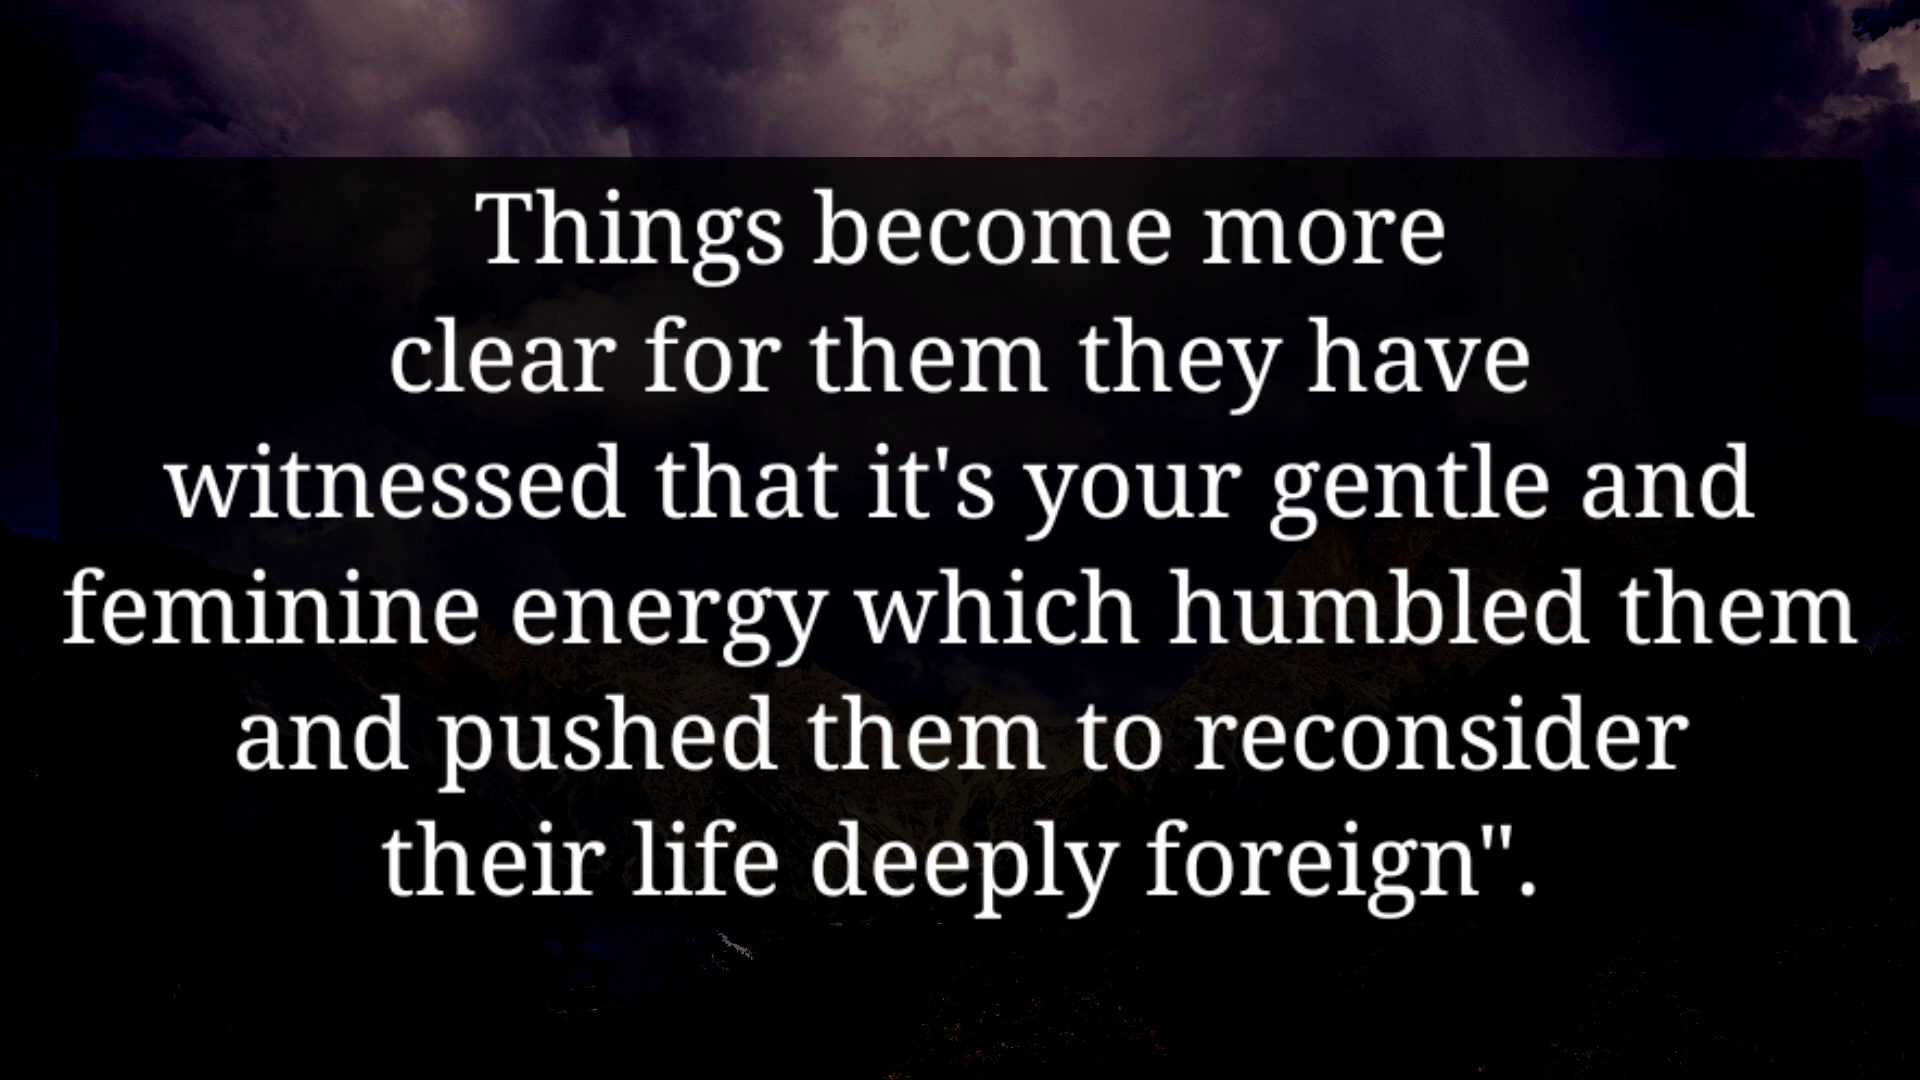 Things become more
clear for them they have
witnessed that it's your gentle and
feminine energy which humbled them
and pushed them to reconsider
their life deeply foreign".